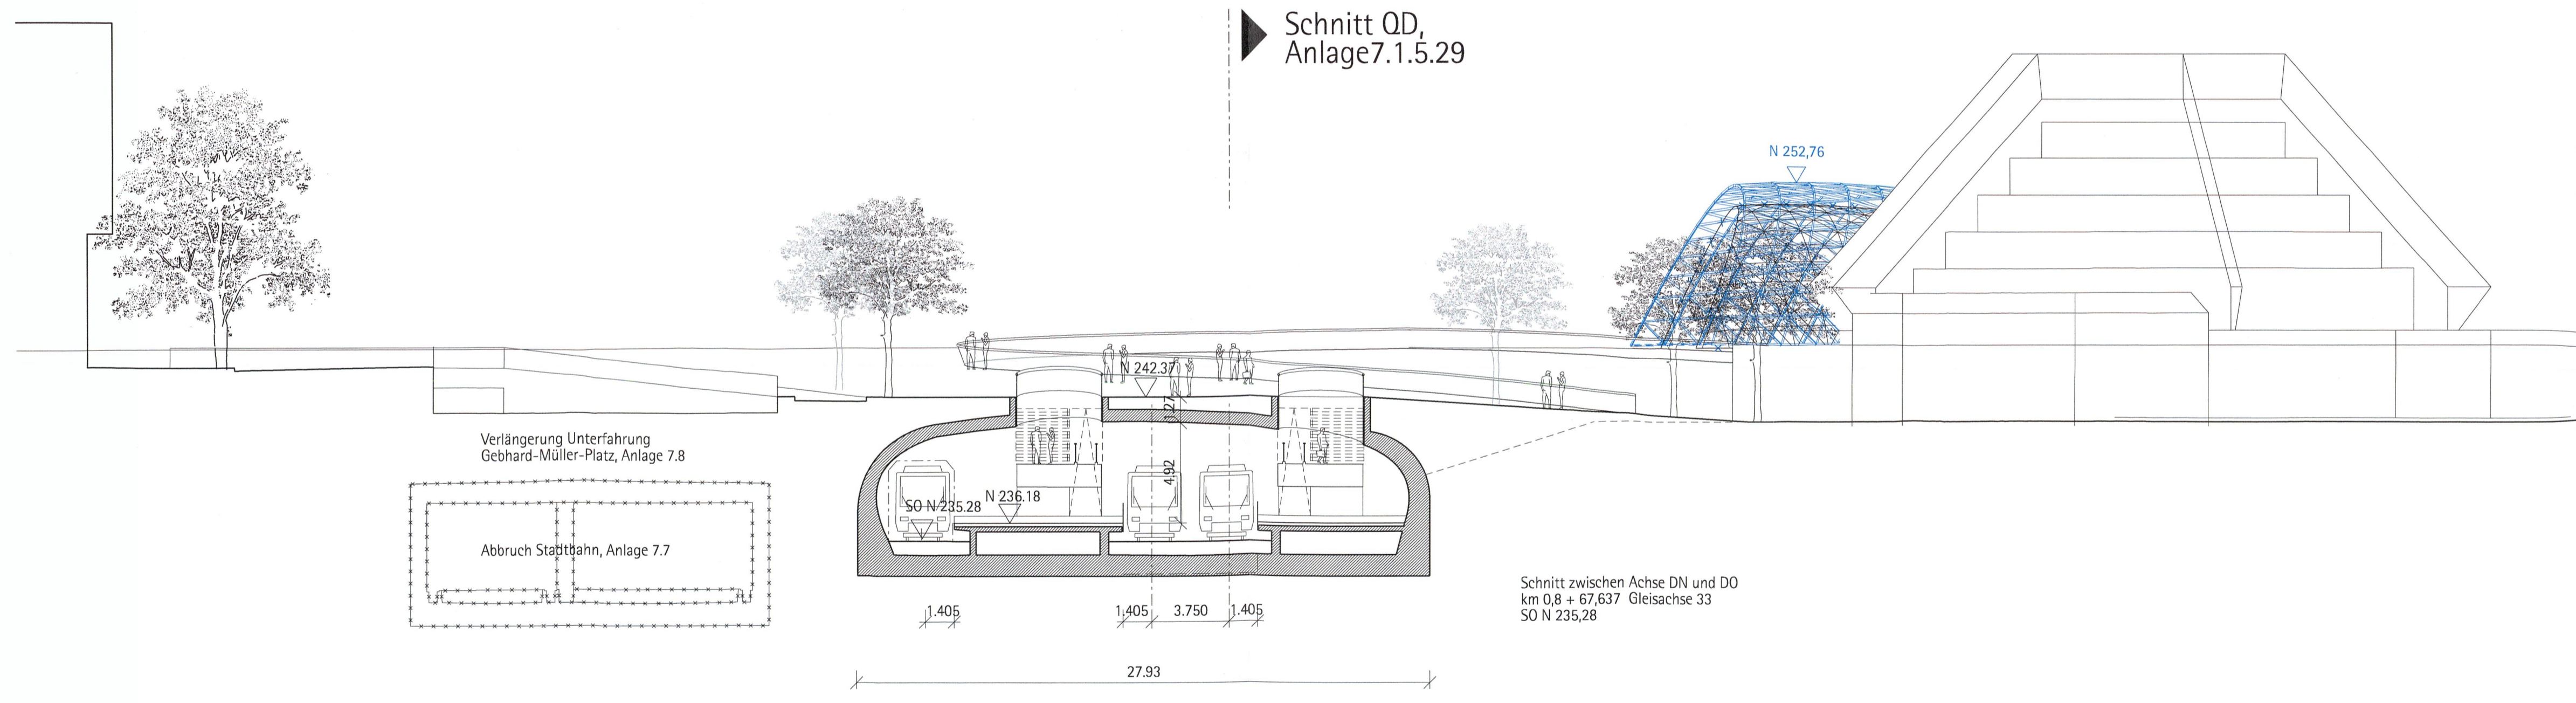 Schnitt QD,
Anlage7.1.5.29
N 252,76
N 242.37
1.27
Verlängerung Unterfahrung
Gebhard-Müller-Platz, Anlage 7.8
4.92
N 236.18
SO N 235.28
Abbruch Stadtbahn, Anlage 7.7
Schnitt zwischen Achse DN und DO
km 0,8 + 67,637 Gleisachse 33
SO N 235,28
1.405
1.405
3.750
1.405
27.93